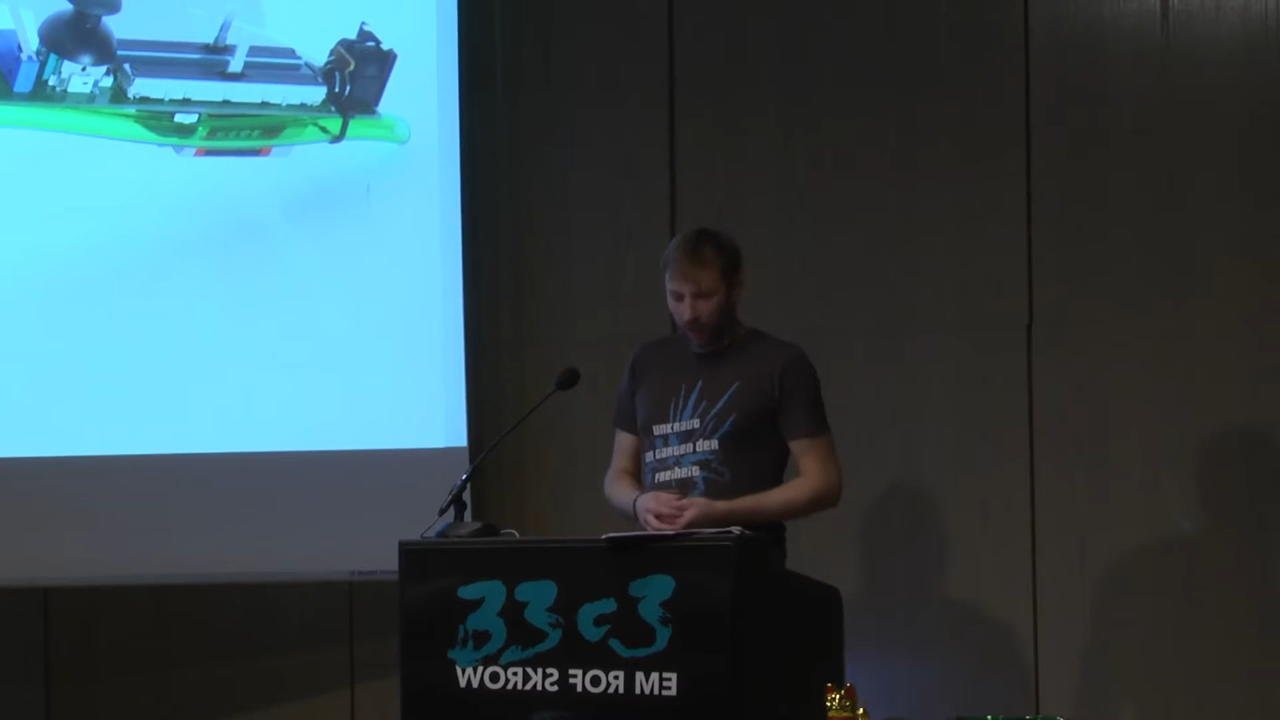 UNKRAUT
IM GARTEN DER
FREIHEIT
33C3
WORKS FOR ME